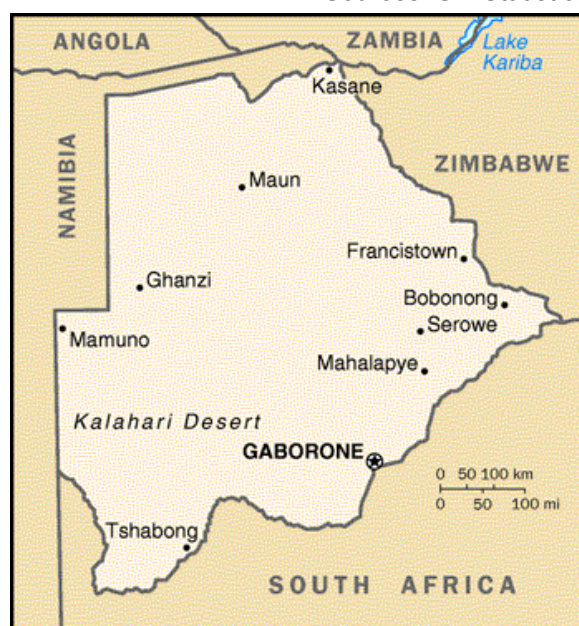 ANGOLA
ZAMBIA
Lake
Kariba
Kasane
NAMIBIA
ZIMBABWE
Maun
Francistown
Ghanzi
Bobonong
Serowe
Mamuno
Mahalapye
Kalahari Desert
GABORONE
0 50 100 km
0 50 100 mi
Tshabong
SOUTH AFRICA